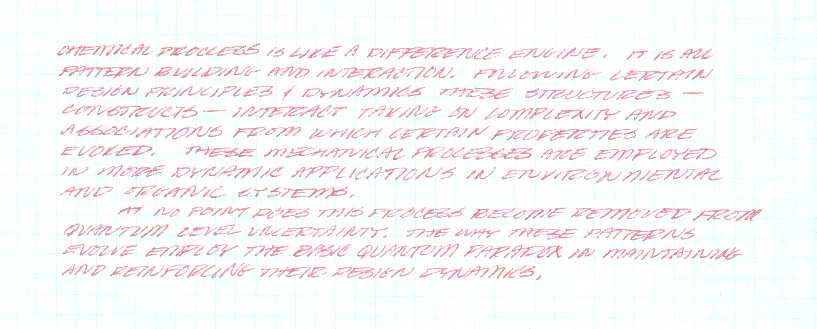 CHEMICAL PROCESS IS LIKE A DIFFERENCE ENGINE. IT IS ALL
PATTERN BUILDING AND INTERACTION. FOLLOWING CERTAIN
DESIGN PRINCIPLES & DYNAMICS THESE STRUCTURES —
CONSTRUCTS — INTERACT TAKING ON COMPLEXITY AND
ASSOCIATIONS FROM WHICH CERTAIN PROPERTIES ARE
EVOKED. THESE MECHANICAL PROCESSES ARE EMPLOYED
IN MORE DYNAMIC APPLICATIONS IN ENVIRONMENTAL
AND ORGANIC SYSTEMS.
AT NO POINT DOES THIS PROCESS BECOME REMOVED FROM
QUANTUM LEVEL UNCERTAINTY. THE WAY THESE PATTERNS
EVOLVE EMPLOY THE BASIC QUANTUM PARADOX IN MAINTAINING
AND REINFORCING THEIR DESIGN DYNAMICS.